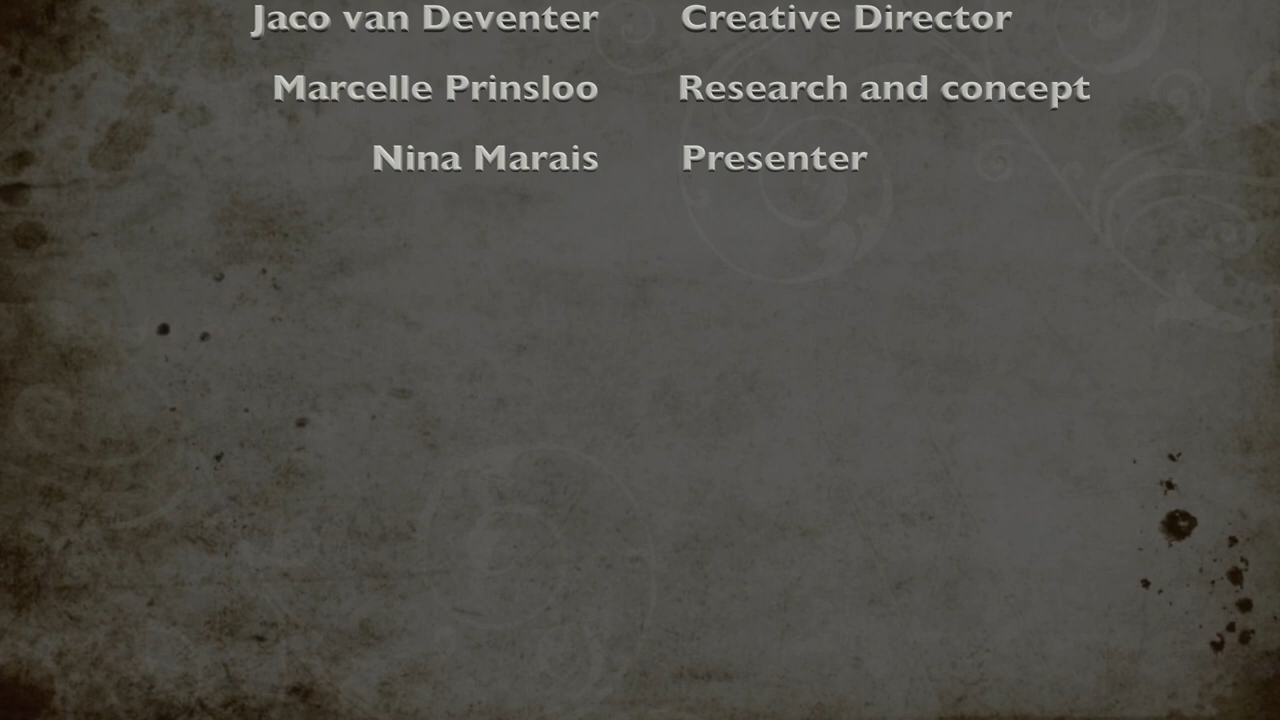 Jaco van Deventer Creative Director
Marcelle Prinsloo Research and concept
Nina Marais Presenter